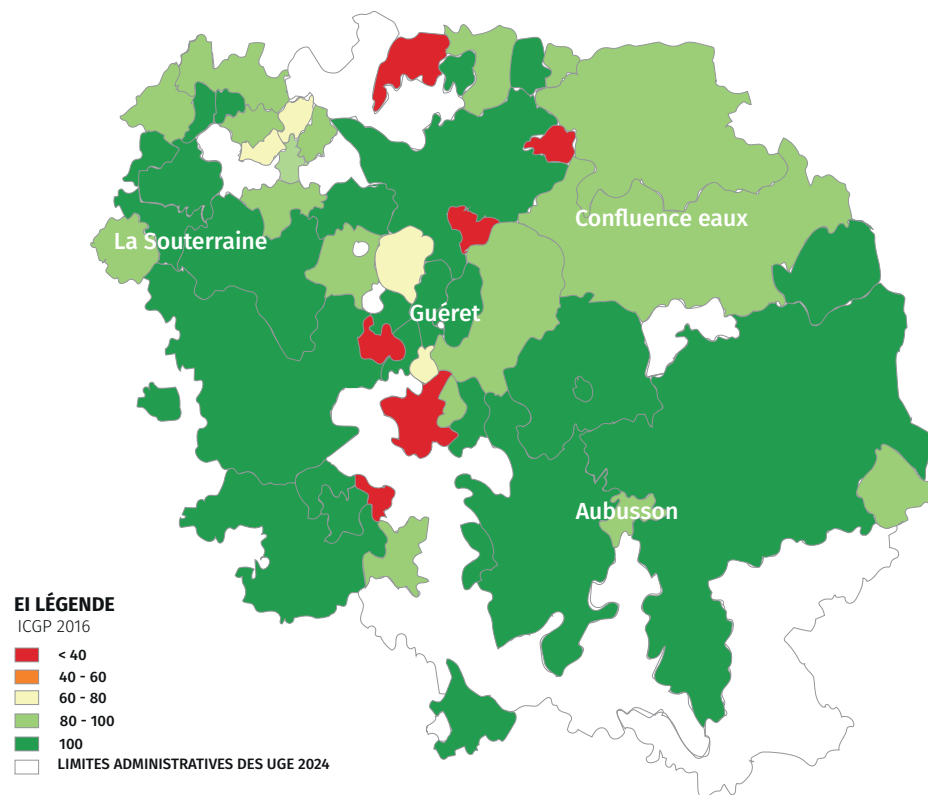 La Souterraine
Confluence eaux
Guéret
Aubusson
EI LÉGENDE
ICGP 2016
< 40
40 - 60
60 - 80
80 - 100
100
LIMITES ADMINISTRATIVES DES UGE 2024